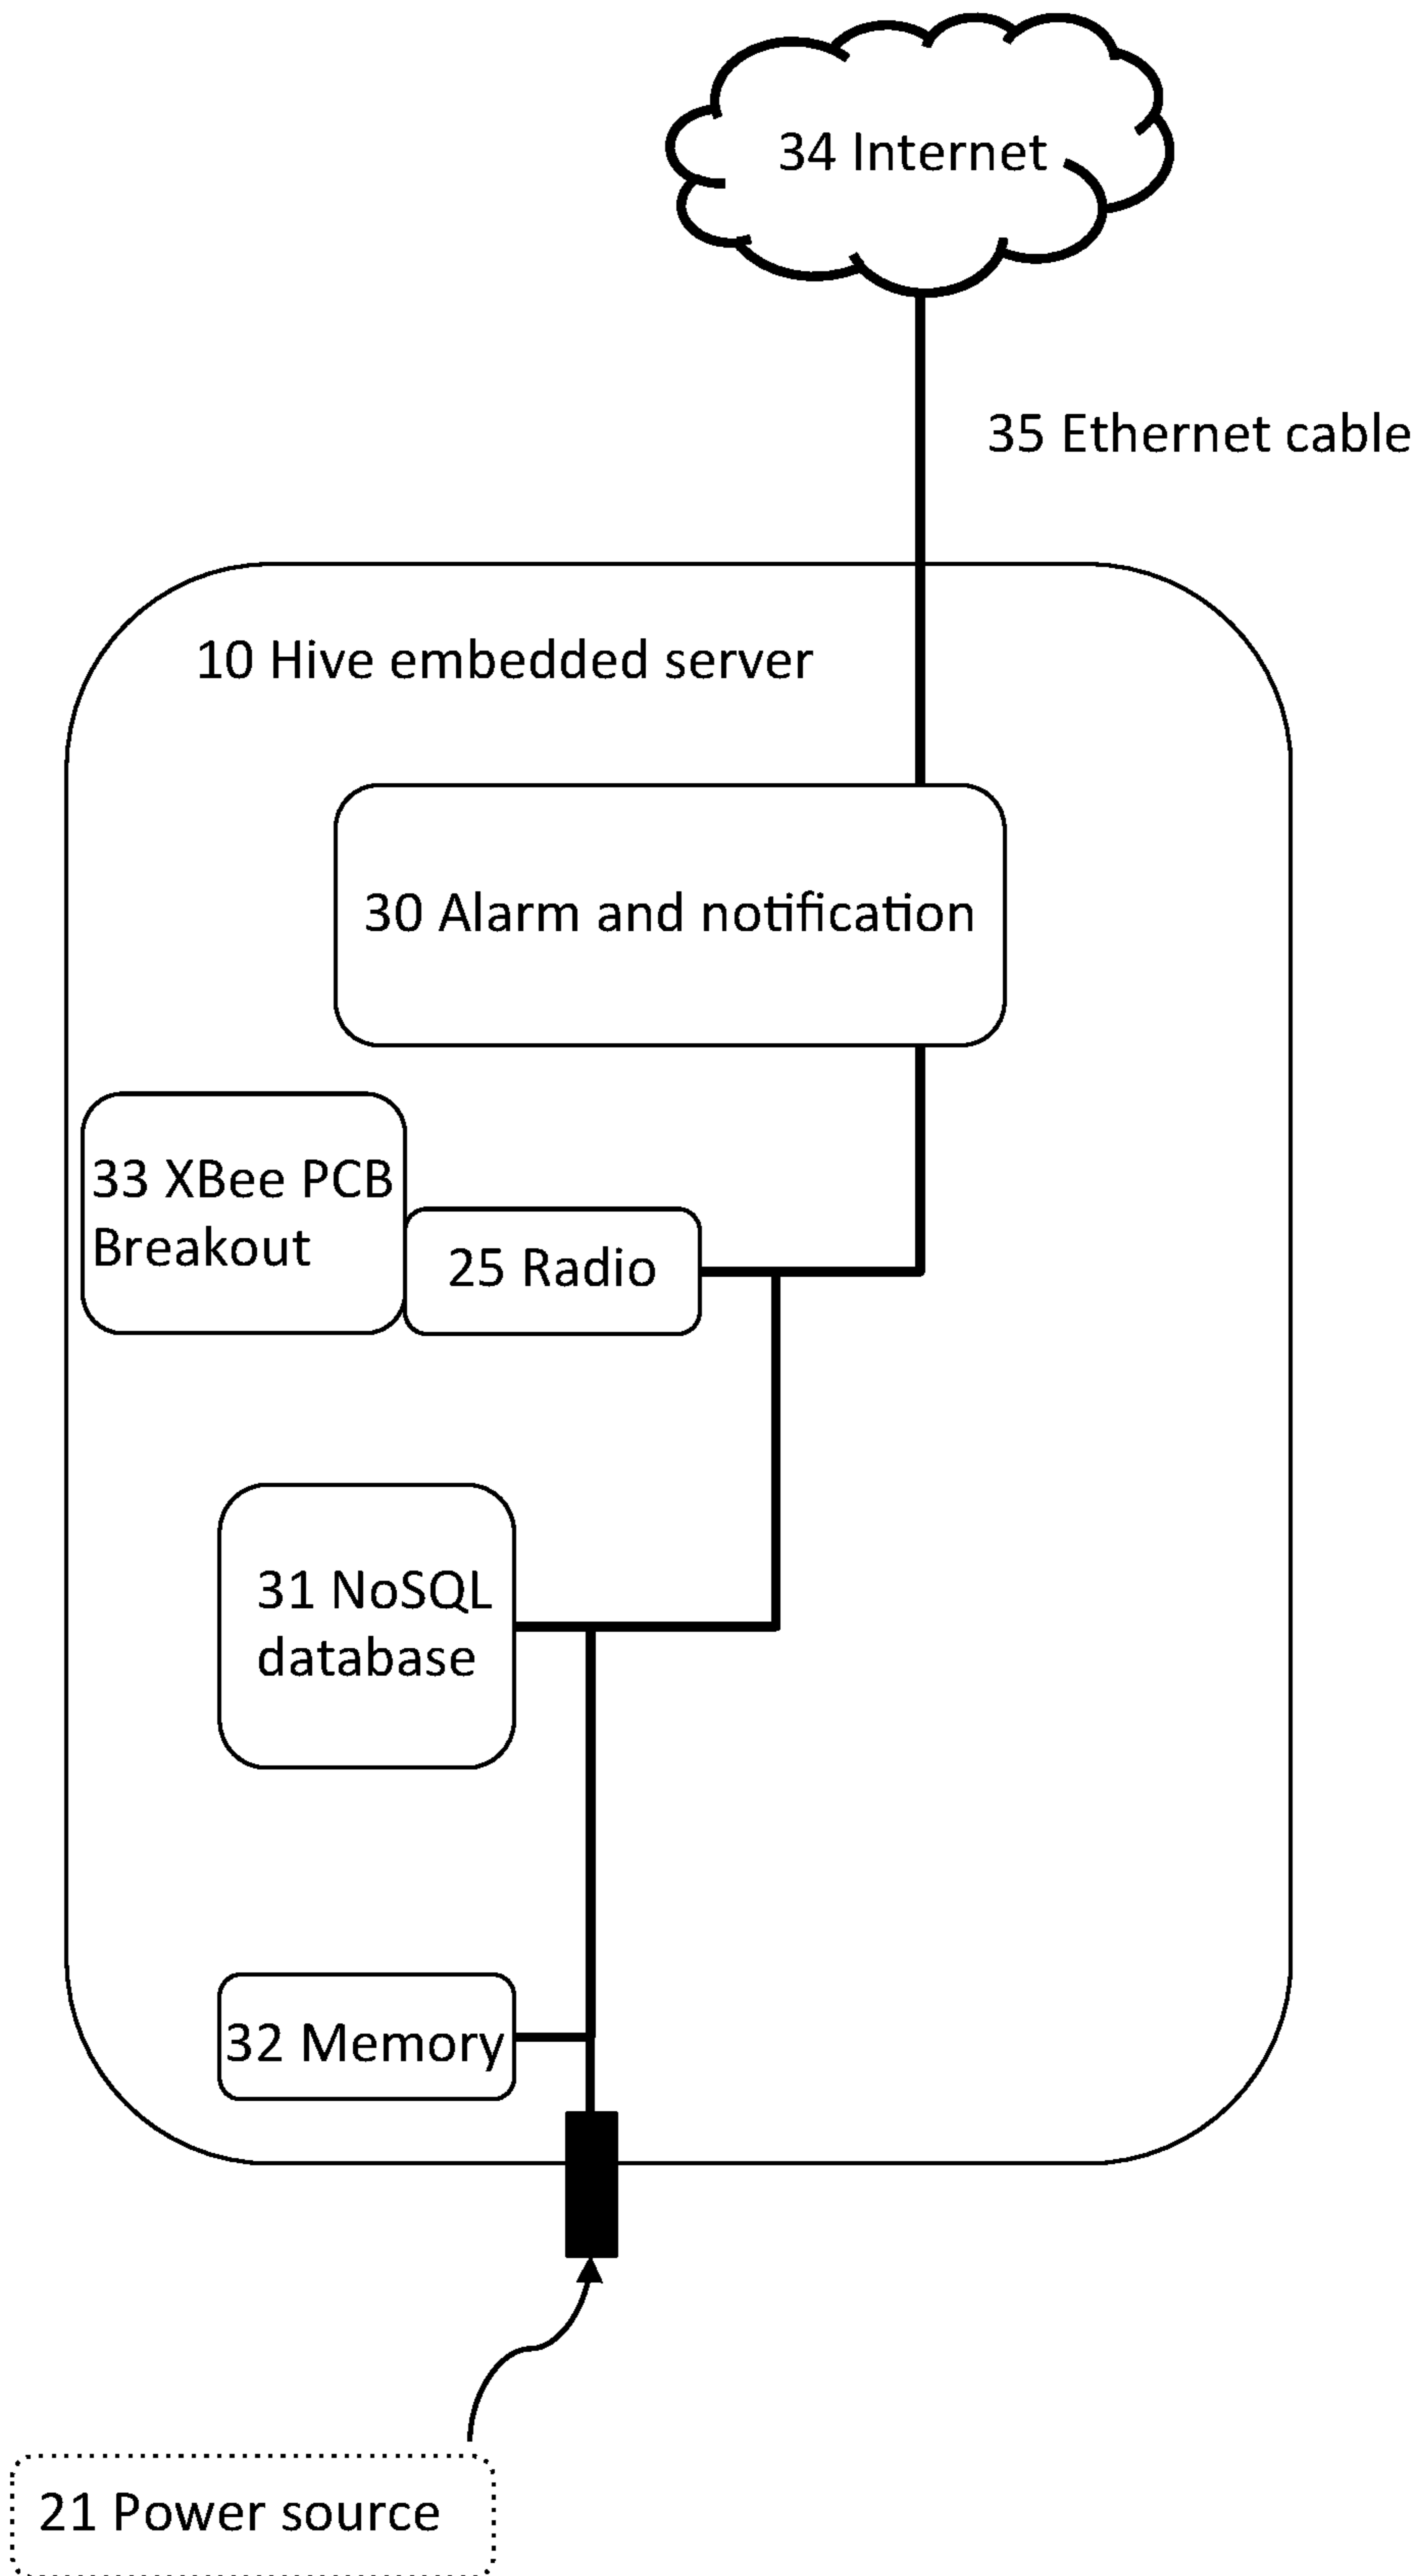 34 Internet
35 Ethernet cable
10 Hive embedded server
30 Alarm and notification
33 XBee PCB
Breakout
25 Radio
31 NoSQL
database
32 Memory
21 Power source